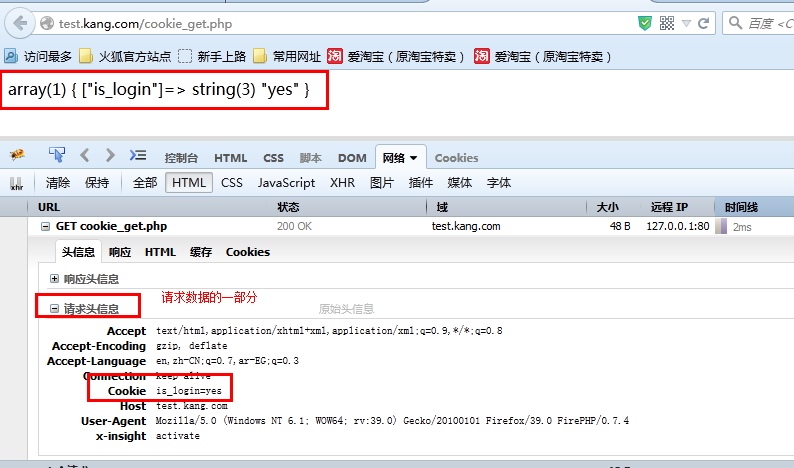 test.kang.com/cookie_get.php
百度 <C
访问最多 火狐官方站点 新手上路 常用网址 淘 爱淘宝（原淘宝特卖） 淘 爱淘宝（原淘宝特卖）
array(1) { ["is_login"]=> string(3) "yes" }
控制台 HTML CSS 脚本 DOM 网络 Cookies
xhr 清除 保持 全部 HTML CSS JavaScript XHR 图片 插件 媒体 字体
URL 状态 域 大小 远程 IP 时间线
GET cookie_get.php 200 OK test.kang.com 48 B 127.0.0.1:80 2ms
头信息 响应 HTML 缓存 Cookies
响应头信息
请求头信息 请求数据的一部分 原始头信息
Accept text/html,application/xhtml+xml,application/xml;q=0.9,*/*;q=0.8
Accept-Encoding gzip, deflate
Accept-Language en,zh-CN;q=0.7,ar-EG;q=0.3
Connection keep-alive
Cookie is_login=yes
Host test.kang.com
User-Agent Mozilla/5.0 (Windows NT 6.1; WOW64; rv:39.0) Gecko/20100101 Firefox/39.0 FirePHP/0.7.4
x-insight activate